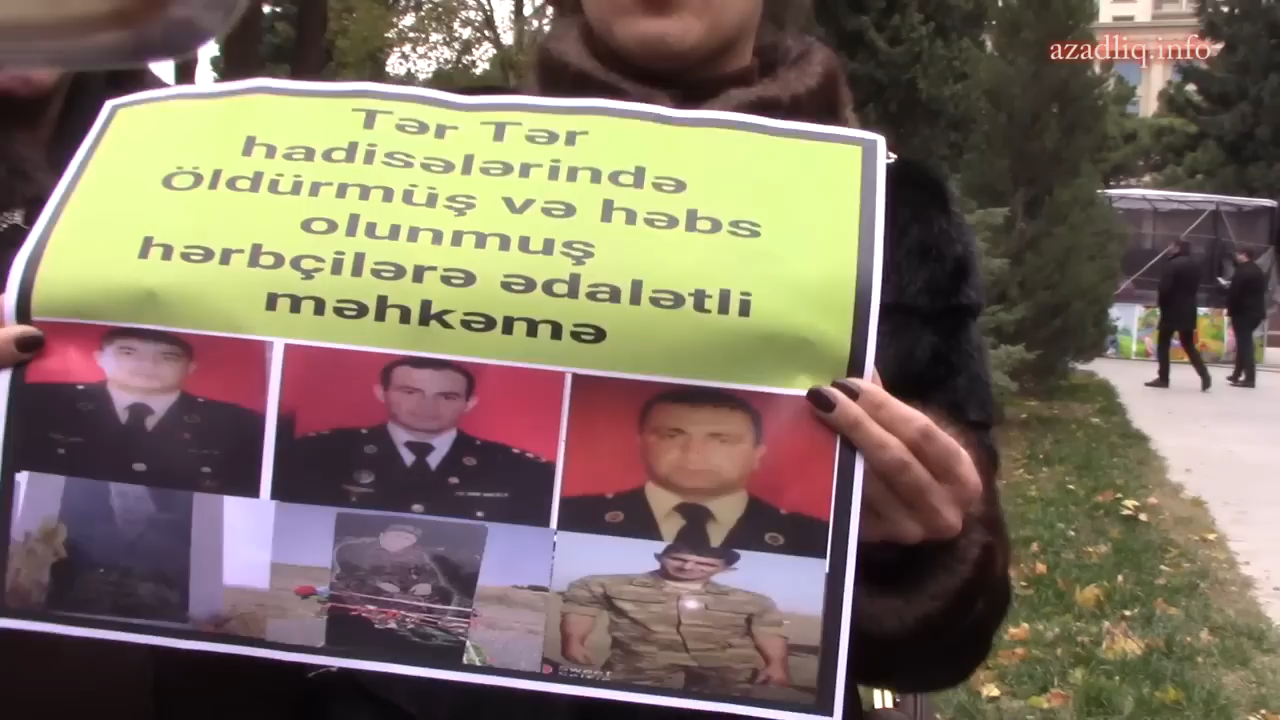 azadliq.info
Tər Tər
hadisələrində
Öldürmüş və həbs
olunmuş
hərbçilərə ədalətli
məhkəmə